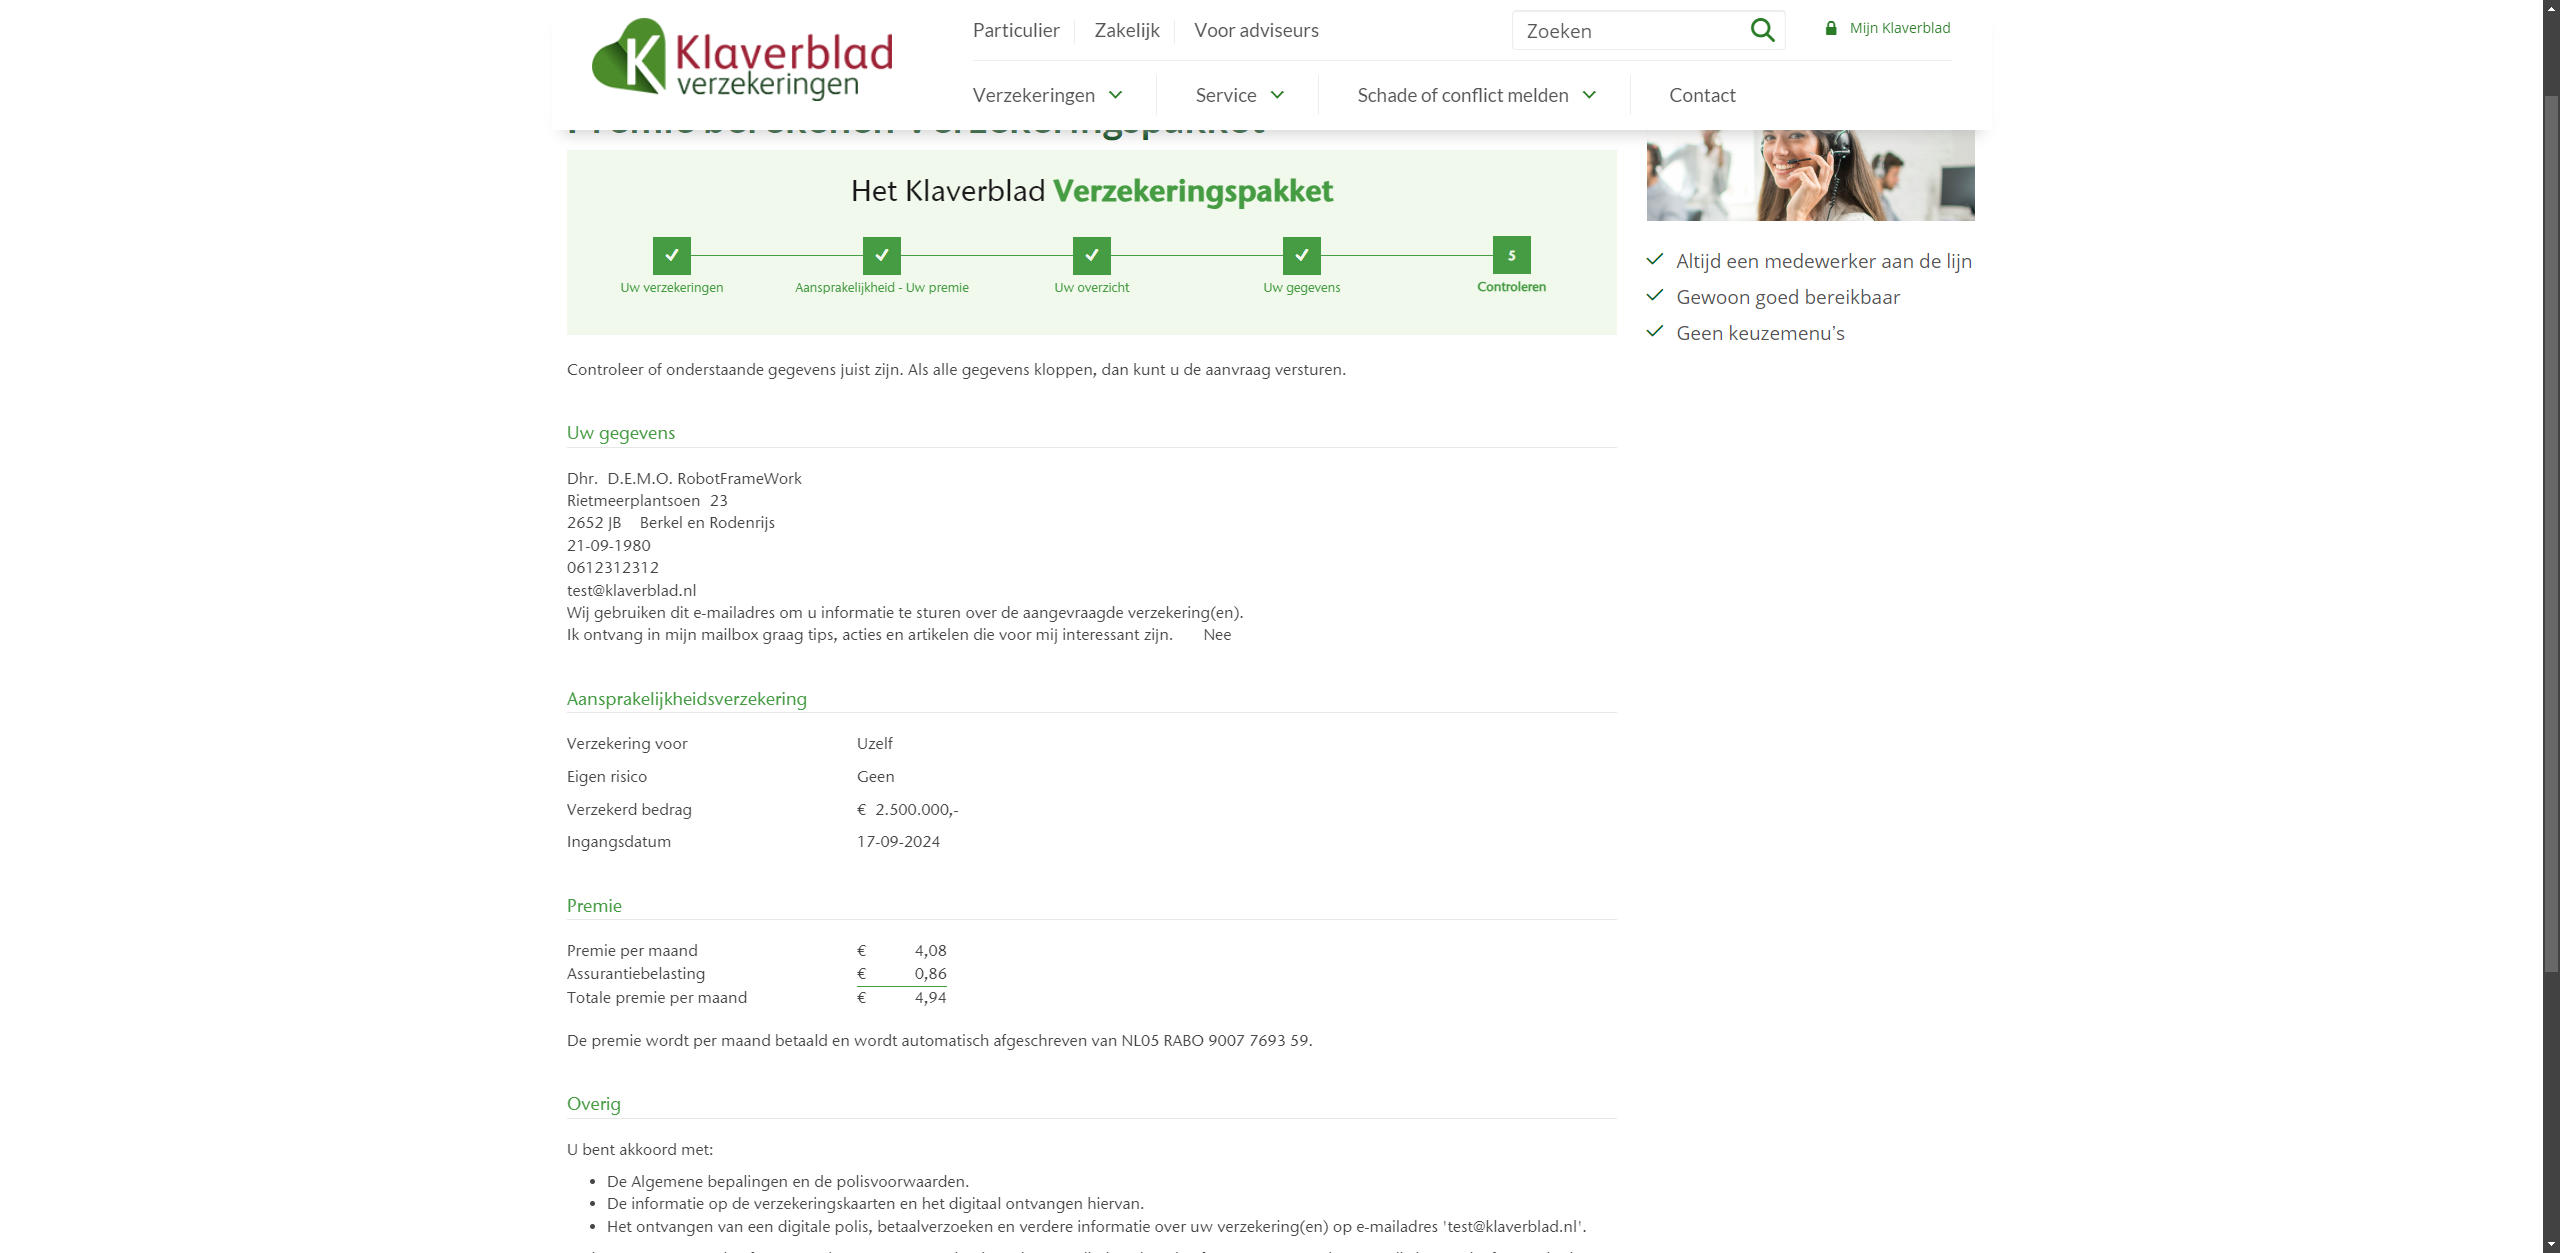 Klaverblad
verzekeringen
Particulier
Zakelijk
Voor adviseurs
Zoeken
Mijn Klaverblad
Verzekeringen
Service
Schade of conflict melden
Contact
Het Klaverblad Verzekeringspakket
5
Uw verzekeringen
Aansprakelijkheid - Uw premie
Uw overzicht
Uw gegevens
Controleren
Altijd een medewerker aan de lijn
Gewoon goed bereikbaar
Geen keuzemenu's
Controleer of onderstaande gegevens juist zijn. Als alle gegevens kloppen, dan kunt u de aanvraag versturen.
Uw gegevens
Dhr. D.E.M.O. RobotFrameWork
Rietmeerplantsoen 23
2652 JB Berkel en Rodenrijs
21-09-1980
0612312312
test@klaverblad.nl
Wij gebruiken dit e-mailadres om u informatie te sturen over de aangevraagde verzekering(en).
Ik ontvang in mijn mailbox graag tips, acties en artikelen die voor mij interessant zijn. Nee
Aansprakelijkheidsverzekering
Verzekering voor Uzelf
Eigen risico Geen
Verzekerd bedrag € 2.500.000,-
Ingangsdatum 17-09-2024
Premie
Premie per maand € 4,08
Assurantiebelasting € 0,86
Totale premie per maand € 4,94
De premie wordt per maand betaald en wordt automatisch afgeschreven van NL05 RABO 9007 7693 59.
Overig
U bent akkoord met:
• De Algemene bepalingen en de polisvoorwaarden.
• De informatie op de verzekeringskaarten en het digitaal ontvangen hiervan.
• Het ontvangen van een digitale polis, betaalverzoeken en verdere informatie over uw verzekering(en) op e-mailadres 'test@klaverblad.nl'.